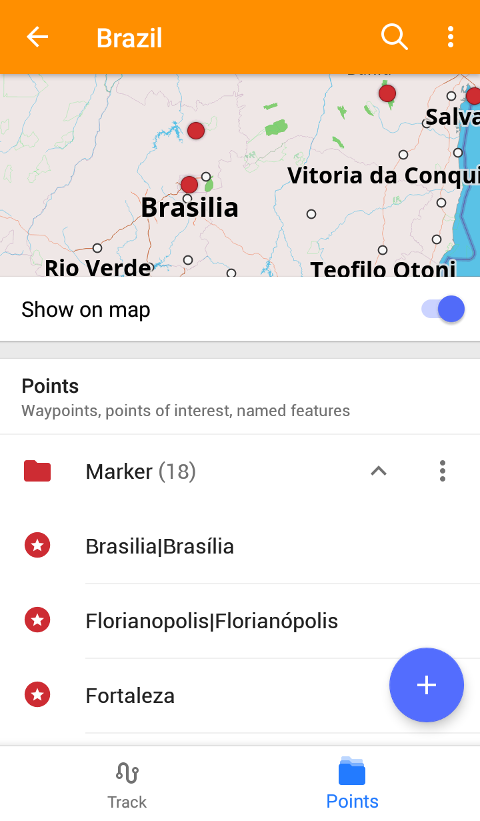 Brazil
Salva
Vitoria da Conqui
Brasilia
Rio Verde
Teofilo Otoni
Show on map
Points
Waypoints, points of interest, named features
Marker (18)
Brasilia|Brasília
Florianopolis|Florianópolis
Fortaleza
Track
Points